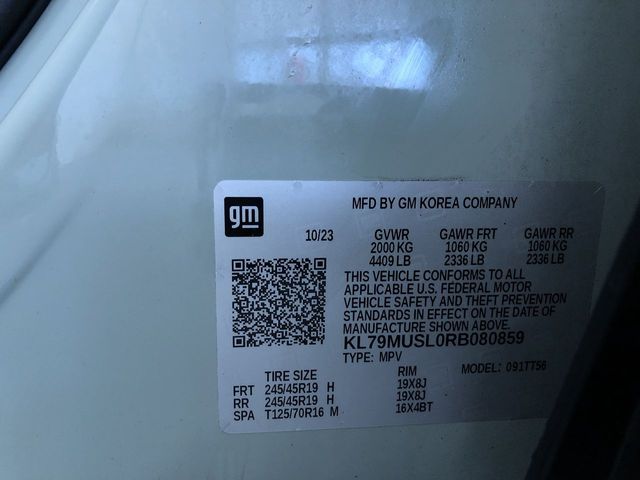 gm
MFD BY GM KOREA COMPANY
10/23 GVWR GAWR FRT GAWR RR
2000 KG 1060 KG 1060 KG
4409 LB 2336 LB 2336 LB
THIS VEHICLE CONFORMS TO ALL
APPLICABLE U.S. FEDERAL MOTOR
VEHICLE SAFETY AND THEFT PREVENTION
STANDARDS IN EFFECT ON THE DATE OF
MANUFACTURE SHOWN ABOVE.
KL79MUSL0RB080859
TYPE: MPV MODEL: 091TT56
TIRE SIZE RIM
FRT 245/45R19 H 19X8J
RR 245/45R19 H 19X8J
SPA T125/70R16 M 16X4BT